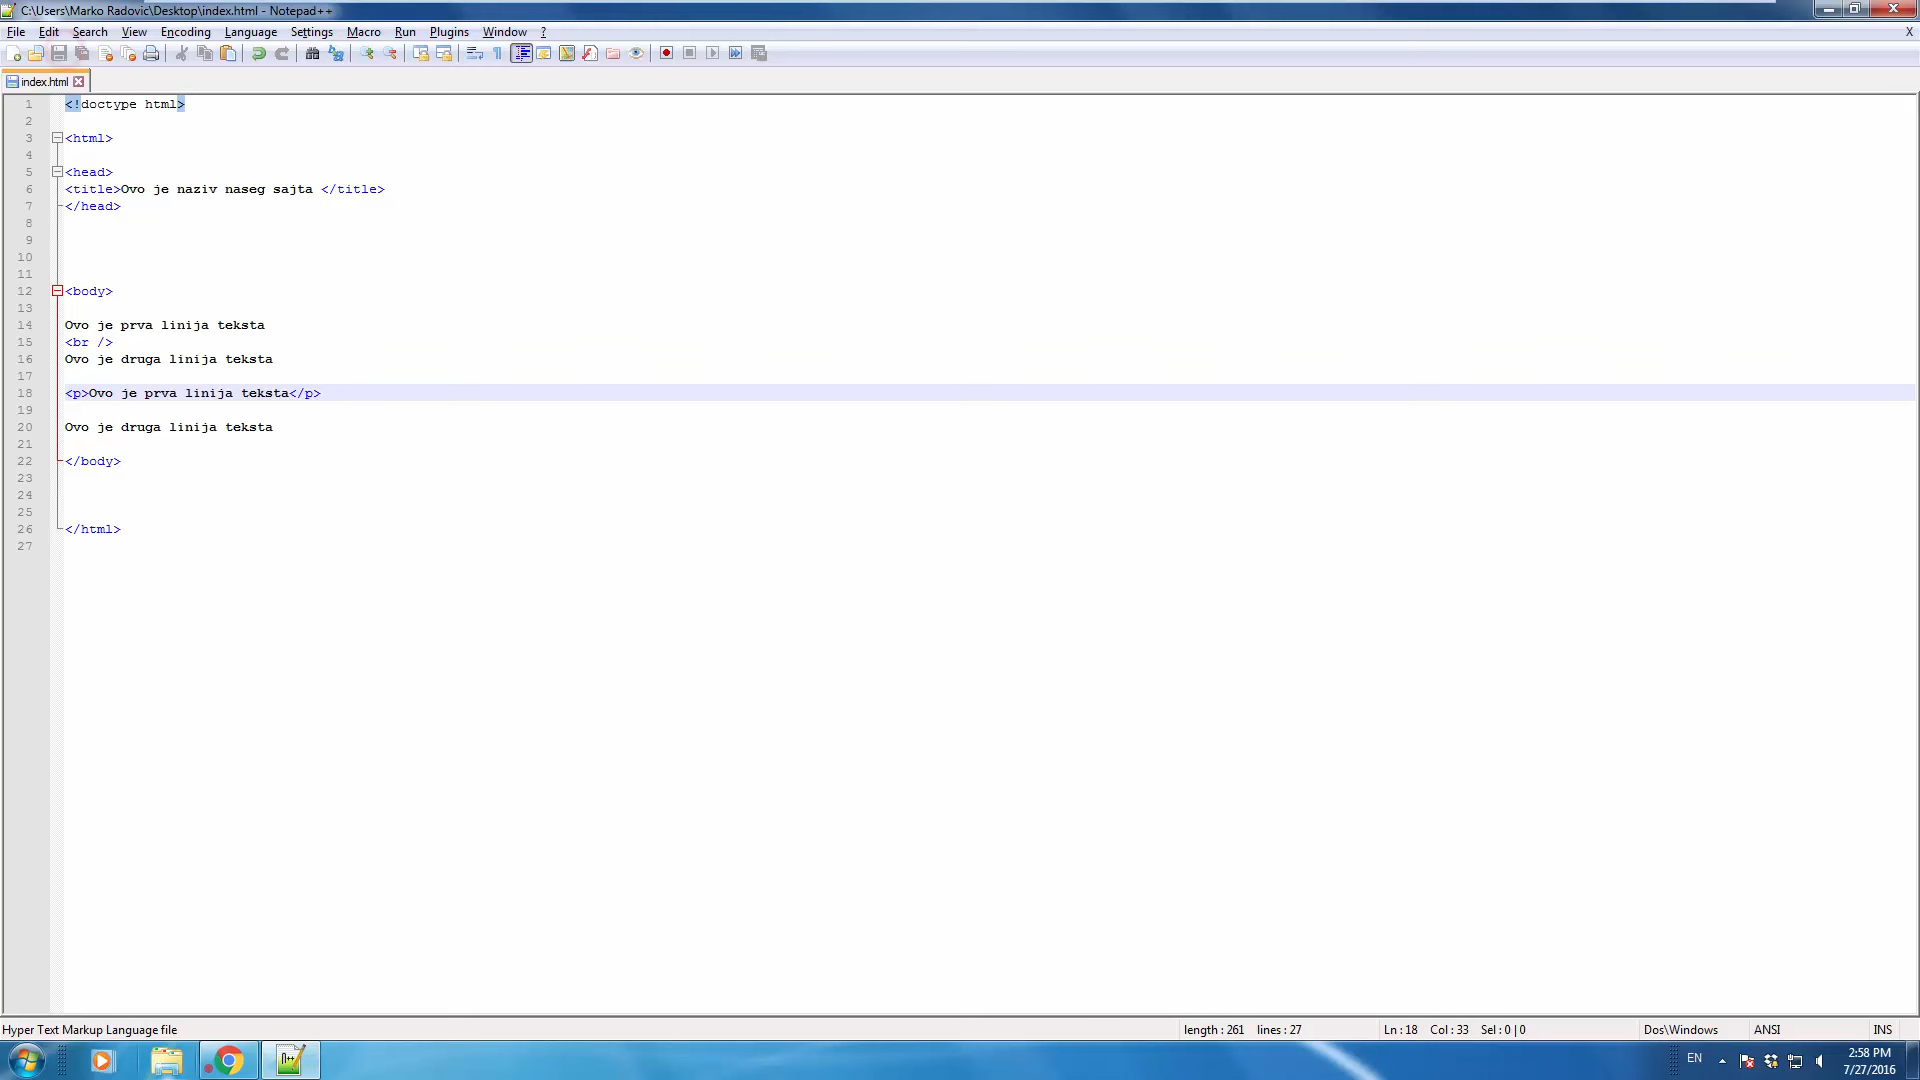 C:\Users\Marko Radovic\Desktop\index.html - Notepad++
File Edit Search View Encoding Language Settings Macro Run Plugins Window ? X
index.html
1 <!doctype html>
2
3 <html>
4
5 <head>
6 <title>Ovo je naziv naseg sajta </title>
7 </head>
8
9
10
11
12 <body>
13
14 Ovo je prva linija teksta
15 <br />
16 Ovo je druga linija teksta
17
18 <p>Ovo je prva linija teksta</p>
19
20 Ovo je druga linija teksta
21
22 </body>
23
24
25
26 </html>
27
Hyper Text Markup Language file length : 261 lines : 27 Ln : 18 Col : 33 Sel : 0 | 0 Dos\Windows ANSI INS
EN 2:58 PM
7/27/2016